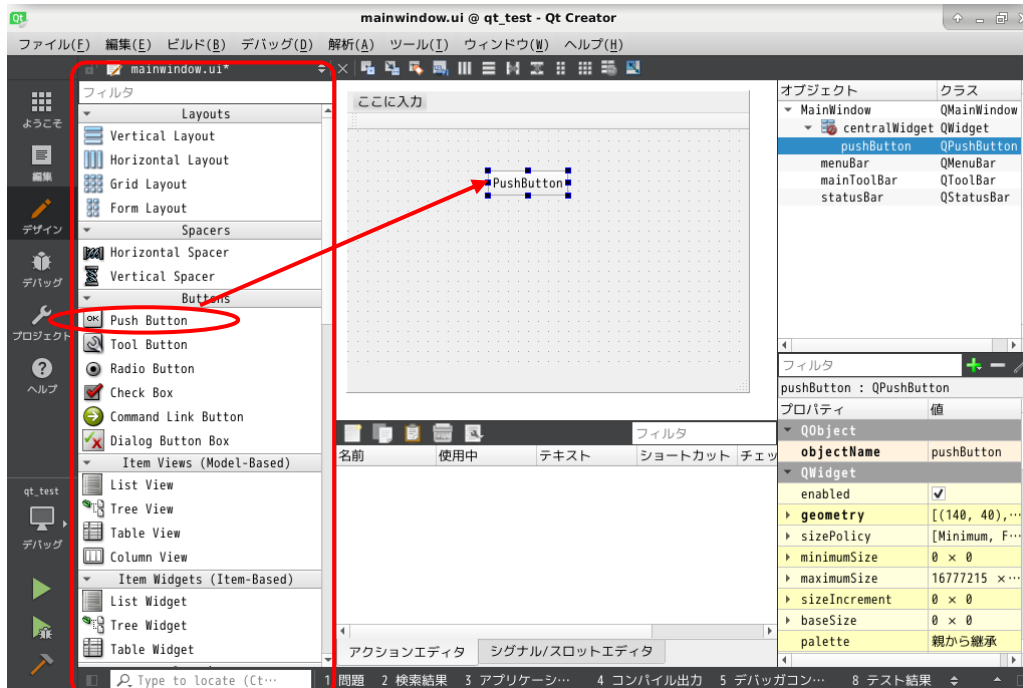 mainwindow.ui @ qt_test - Qt Creator
ファイル(F) 編集(E) ビルド(B) デバッグ(D) 解析(A) ツール(T) ウィンドウ(W) ヘルプ(H)
mainwindow.ui*
ようこそ
編集
デザイン
デバッグ
プロジェクト
ヘルプ
qt_test
デバッグ
フィルタ
Layouts
Vertical Layout
Horizontal Layout
Grid Layout
Form Layout
Spacers
Horizontal Spacer
Vertical Spacer
Buttons
OK Push Button
Tool Button
Radio Button
Check Box
Command Link Button
Dialog Button Box
Item Views (Model-Based)
List View
Tree View
Table View
Column View
Item Widgets (Item-Based)
List Widget
Tree Widget
Table Widget
ここに入力
PushButton
フィルタ
名前 使用中 テキスト ショートカット チェッ
アクションエディタ シグナル/スロットエディタ
オブジェクト クラス
MainWindow QMainWindow
centralWidget QWidget
pushButton QPushButton
menuBar QMenuBar
mainToolBar QToolBar
statusBar QStatusBar
フィルタ
pushButton : QPushButton
プロパティ 値
QObject
objectName pushButton
QWidget
enabled
geometry [(140, 40),…
sizePolicy [Minimum, F…
minimumSize 0 × 0
maximumSize 16777215 ×…
sizeIncrement 0 × 0
baseSize 0 × 0
palette 親から継承
Type to locate (Ct… 1 問題 2 検索結果 3 アプリケーシ… 4 コンパイル出力 5 デバッガコン… 8 テスト結果